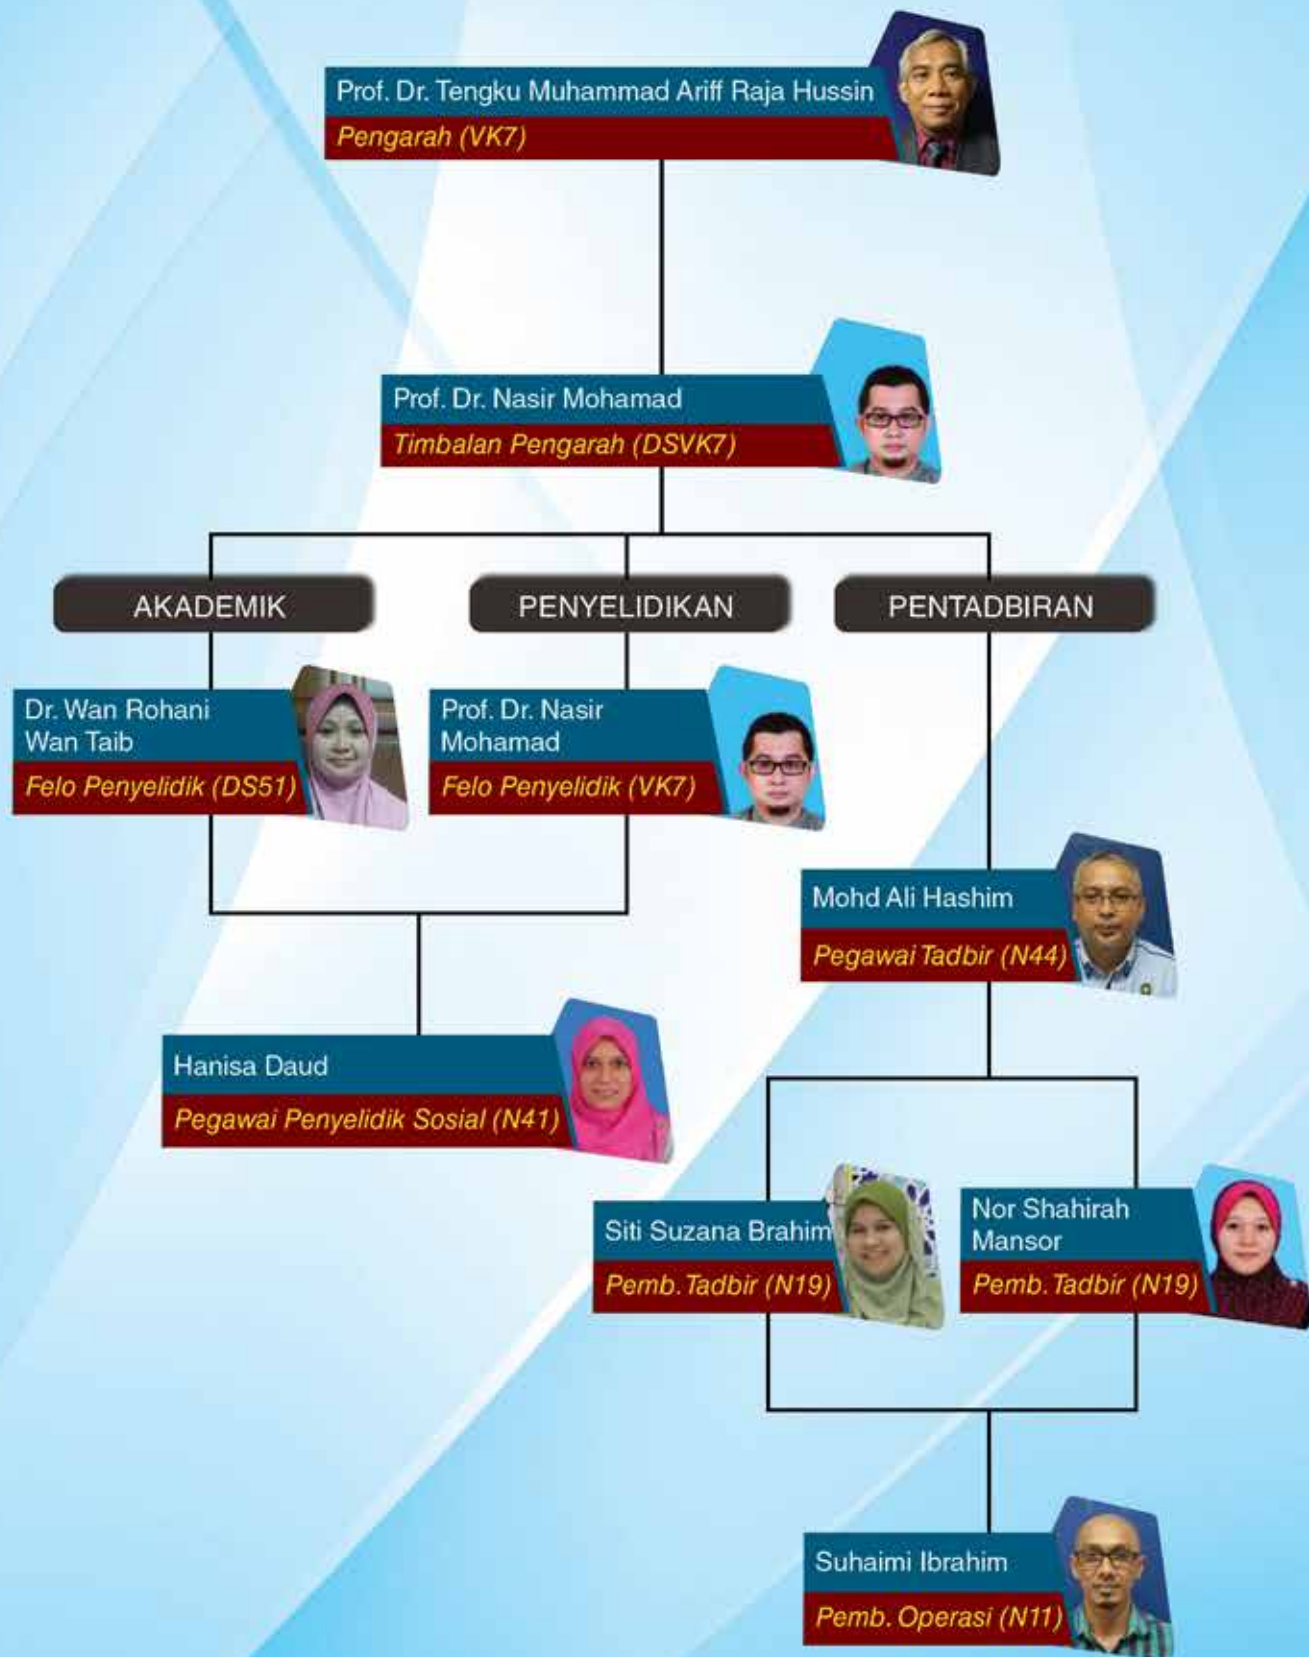 Prof. Dr. Tengku Muhammad Ariff Raja Hussin
Pengarah (VK7)
Prof. Dr. Nasir Mohamad
Timbalan Pengarah (DSVK7)
AKADEMIK
PENYELIDIKAN
PENTADBIRAN
Dr. Wan Rohani
Wan Taib
Felo Penyelidik (DS51)
Prof. Dr. Nasir
Mohamad
Felo Penyelidik (VK7)
Mohd Ali Hashim
Pegawai Tadbir (N44)
Hanisa Daud
Pegawai Penyelidik Sosial (N41)
Siti Suzana Brahim
Pemb. Tadbir (N19)
Nor Shahirah
Mansor
Pemb. Tadbir (N19)
Suhaimi Ibrahim
Pemb. Operasi (N11)